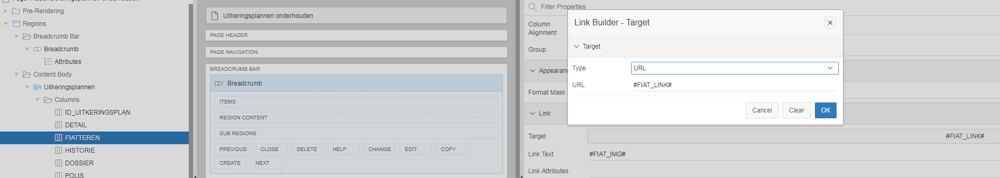 Uitkeringsplannen onderhouden
Pre-Rendering
Regions
Breadcrumb Bar
Breadcrumb
Attributes
Content Body
Uitkeringsplannen
Columns
ID_UITKERINGSPLAN
DETAIL
FIATTEREN
HISTORIE
DOSSIER
POLIS
Uitkeringsplannen onderhouden
PAGE HEADER
PAGE NAVIGATION
BREADCRUMB BAR
Breadcrumb
ITEMS
REGION CONTENT
SUB REGIONS
PREVIOUS CLOSE DELETE HELP CHANGE EDIT COPY
CREATE NEXT
Filter Properties
Column
Alignment
Group
Appearanc
Format Mask
Link
Target #FIAT_LINK#
Link Text #FIAT_IMG#
Link Attributes
Link Builder - Target
Target
Type URL
URL #FIAT_LINK#
Cancel Clear OK